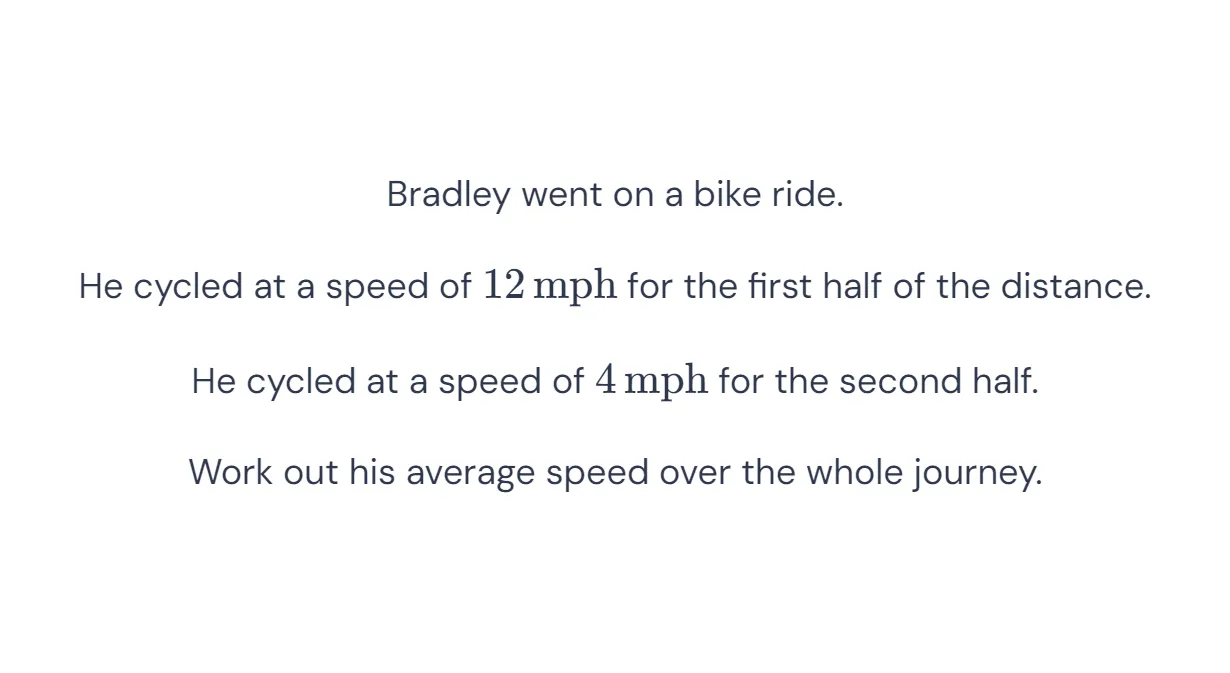 Bradley went on a bike ride.
He cycled at a speed of 12 mph for the first half of the distance.
He cycled at a speed of 4 mph for the second half.
Work out his average speed over the whole journey.